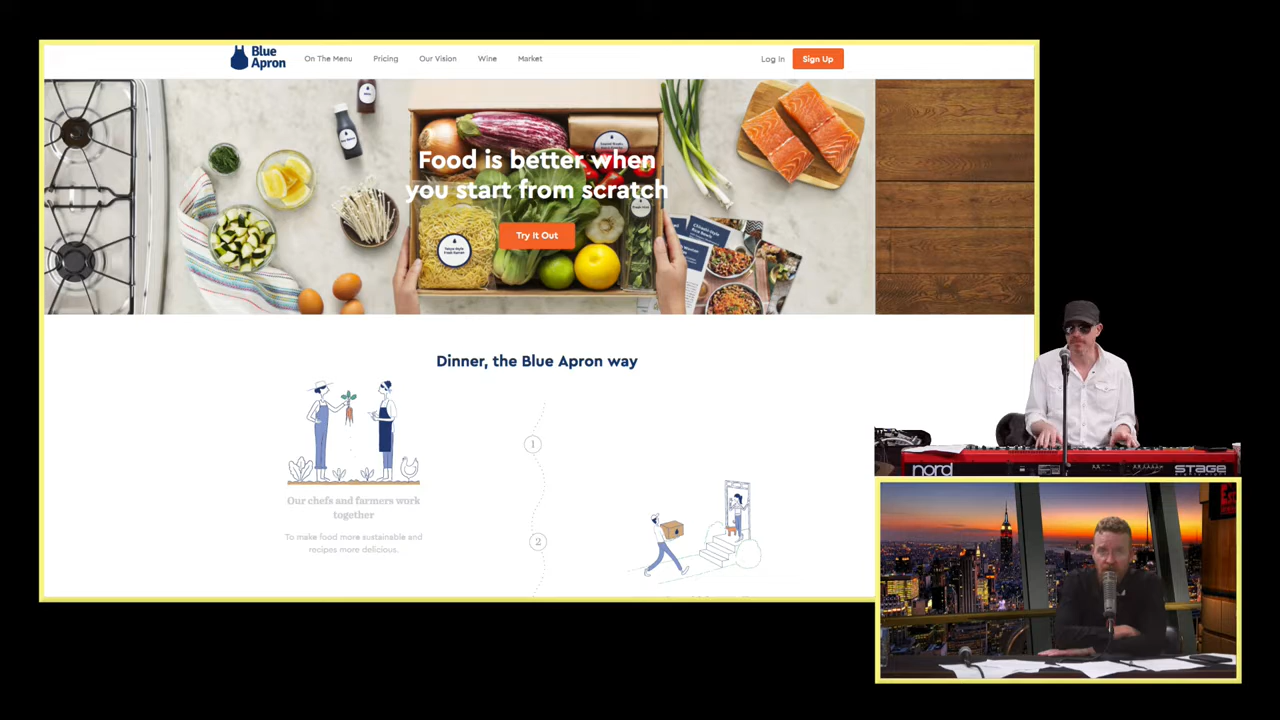 Blue
Apron
On The Menu
Pricing
Our Vision
Wine
Market
Log In
Sign Up
Food is better when
you start from scratch
Try It Out
Dinner, the Blue Apron way
1
Our chefs and farmers work
together
To make food more sustainable and
recipes more delicious.
2
nord
STAGE